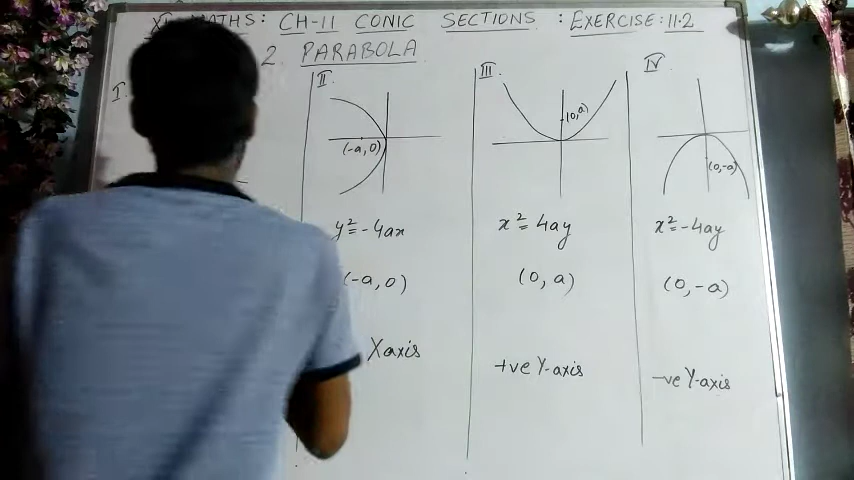 MATHS: CH-11 CONIC SECTIONS : EXERCISE: 11.2
2. PARABOLA
I.
II
(-a, 0)
y²=-4ax
(-a, 0)
X axis
III
(0, a)
x²= 4ay
(0, a)
+ve Y-axis
IV
(0, -a)
x²=-4ay
(0, -a)
-ve Y-axis